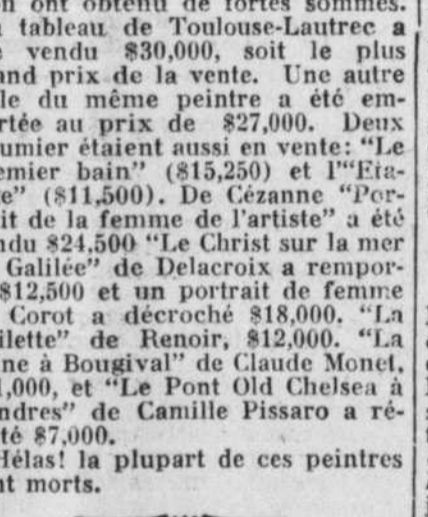 n ont obtenu de fortes sommes.
tableau de Toulouse-Lautrec a
vendu $30,000, soit le plus
and prix de la vente. Une autre
le du même peintre a été em-
rtée au prix de $27,000. Deux
umier étaient aussi en vente: "Le
emier bain" ($15,250) et l'"Eta-
e" ($11,500). De Cézanne "Por-
it de la femme de l'artiste" a été
ndu $24,500 "Le Christ sur la mer
Galilée" de Delacroix a rempor-
$12,500 et un portrait de femme
Corot a décroché $18,000. "La
ilette" de Renoir, $12,000. "La
ne à Bougival" de Claude Monet,
1,000, et "Le Pont Old Chelsea à
ndres" de Camille Pissaro a ré-
té $7,000.
Hélas! la plupart de ces peintres
nt morts.